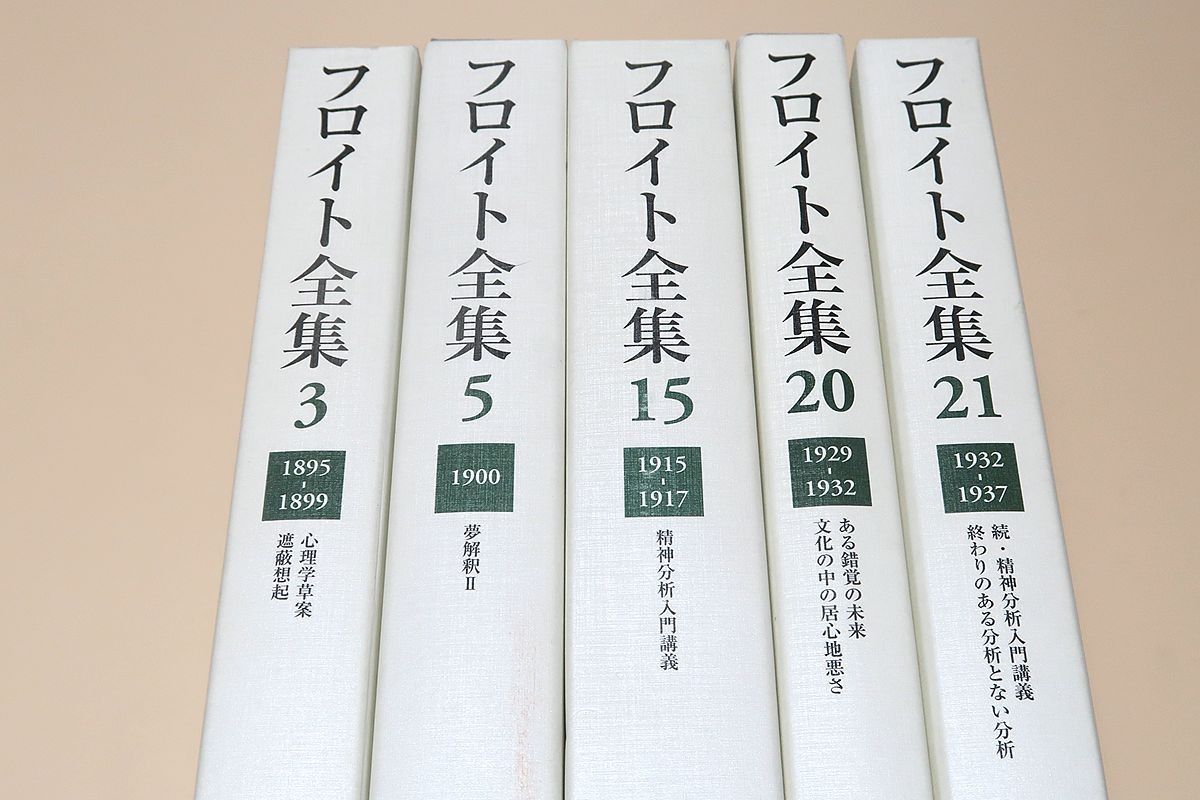 フロイト全集
3
1895
-
1899
心理学草案
遮蔽想起
フロイト全集
5
1900
夢解釈Ⅱ
フロイト全集
15
1915
-
1917
精神分析入門講義
フロイト全集
20
1929
-
1932
ある錯覚の未来
文化の中の居心地悪さ
フロイト全集
21
1932
-
1937
続・精神分析入門講義
終わりのある分析とない分析